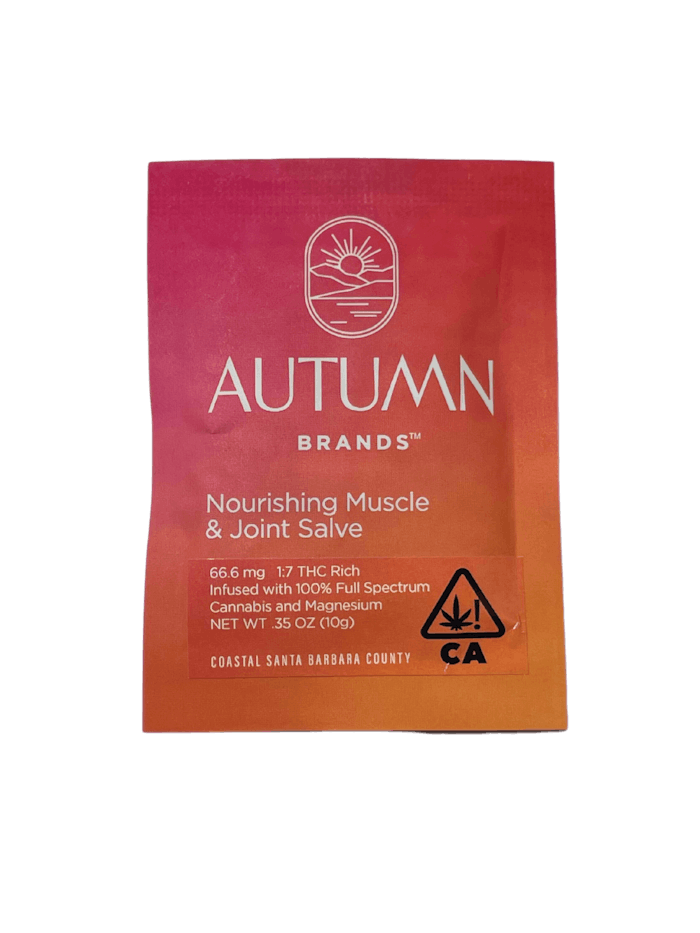 AUTUMN
BRANDS™
Nourishing Muscle
& Joint Salve
66.6 mg 1:7 THC Rich
Infused with 100% Full Spectrum
Cannabis and Magnesium
NET WT .35 OZ (10g)
COASTAL SANTA BARBARA COUNTY
!
CA